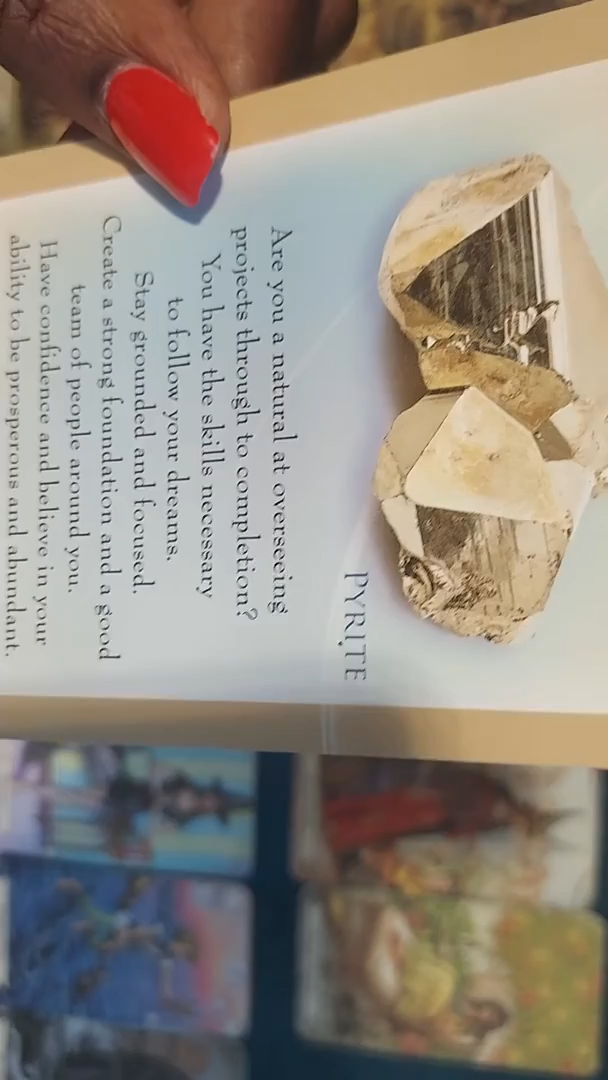 PYRITE
Are you a natural at overseeing
projects through to completion?
You have the skills necessary
to follow your dreams.
Stay grounded and focused.
Create a strong foundation and a good
team of people around you.
Have confidence and believe in your
ability to be prosperous and abundant.